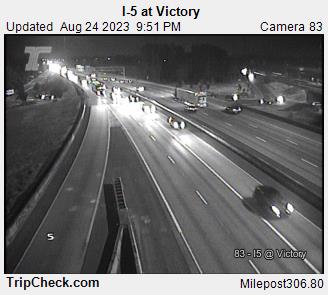 I-5 at Victory
Updated Aug 24 2023 9:51 PM Camera 83
S
83 - I5 @ Victory
TripCheck.com Milepost306.80